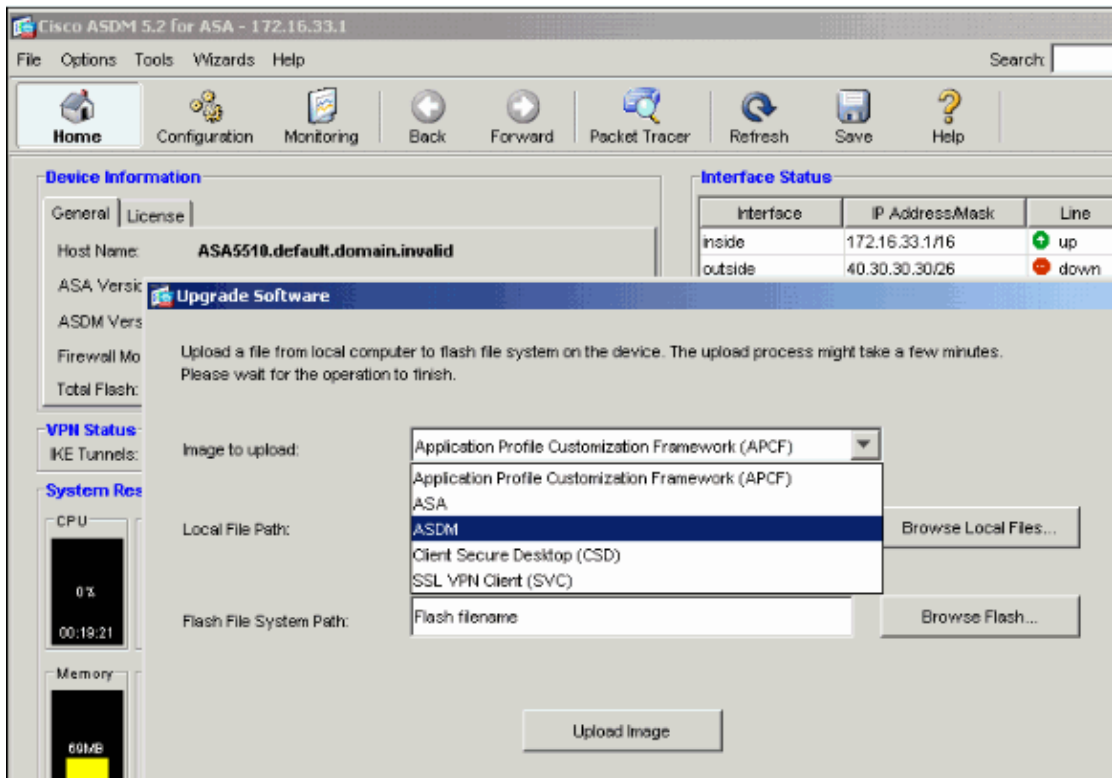 Cisco ASDM 5.2 for ASA - 172.16.33.1
File Options Tools Wizards Help Search:
Home Configuration Monitoring Back Forward Packet Tracer Refresh Save Help
Device Information
General License
Host Name: ASA5510.default.domain.invalid
ASA Versic
ASDM Vers
Firewall Mo
Total Flash:
Interface Status
Interface IP Address/Mask Line
inside 172.16.33.1/16 up
outside 40.30.30.30/26 down
VPN Status
IKE Tunnels:
System Res
CPU
0%
00:19:21
Memory
69MB
Upgrade Software
Upload a file from local computer to flash file system on the device. The upload process might take a few minutes.
Please wait for the operation to finish.
Image to upload: Application Profile Customization Framework (APCF)
Application Profile Customization Framework (APCF)
ASA
ASDM
Client Secure Desktop (CSD)
SSL VPN Client (SVC)
Local File Path: Browse Local Files...
Flash File System Path: Flash filename Browse Flash...
Upload Image